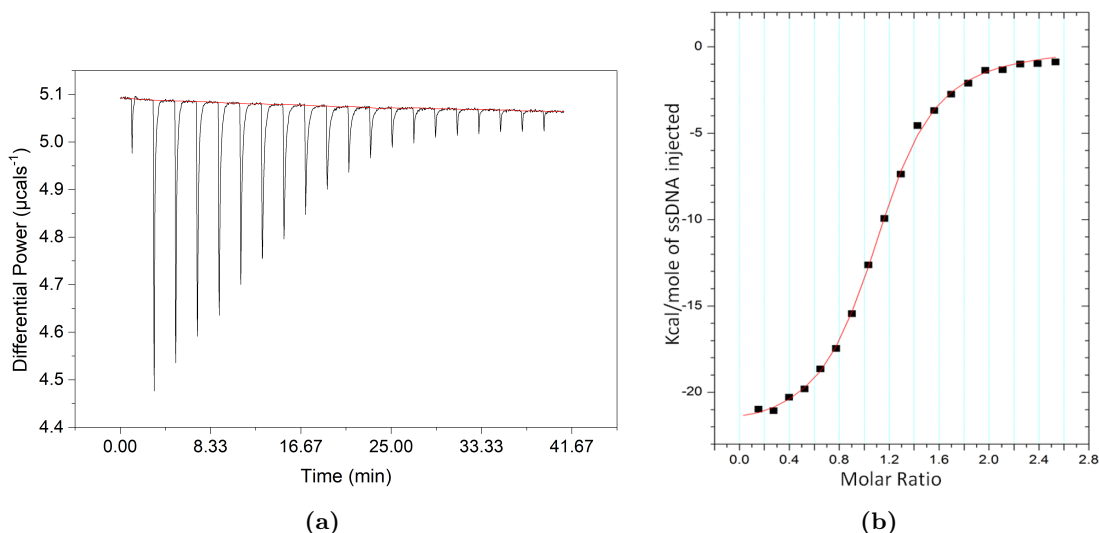 5.1
5.0
4.9
4.8
4.7
4.6
4.5
4.4
Differential Power (µcals⁻¹)
0.00 8.33 16.67 25.00 33.33 41.67
Time (min)
(a)
0
-5
-10
-15
-20
Kcal/mole of ssDNA injected
0.0 0.4 0.8 1.2 1.6 2.0 2.4 2.8
Molar Ratio
(b)